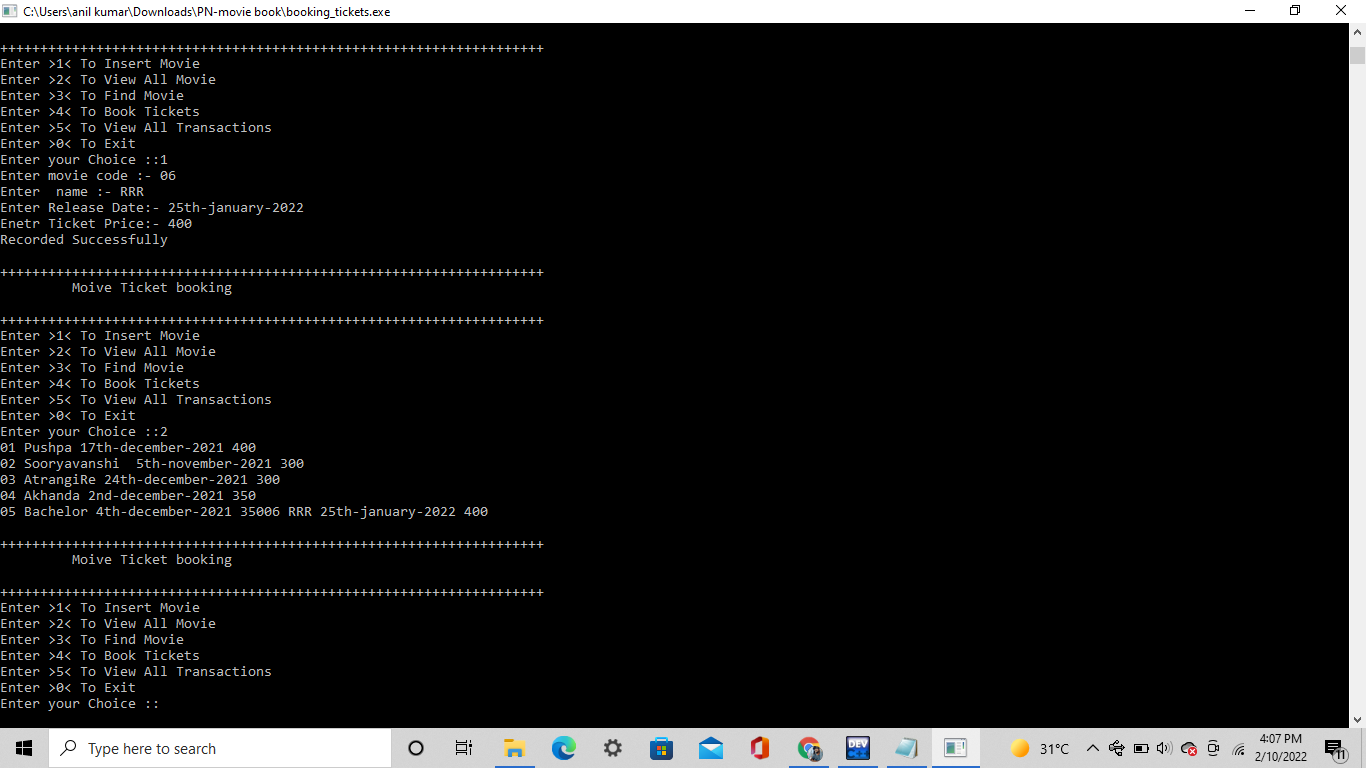 C:\Users\anil kumar\Downloads\PN-movie book\booking_tickets.exe
++++++++++++++++++++++++++++++++++++++++++++++++++++++++++++++++++++
Enter >1< To Insert Movie
Enter >2< To View All Movie
Enter >3< To Find Movie
Enter >4< To Book Tickets
Enter >5< To View All Transactions
Enter >0< To Exit
Enter your Choice ::1
Enter movie code :- 06
Enter  name :- RRR
Enter Release Date:- 25th-january-2022
Enetr Ticket Price:- 400
Recorded Successfully
++++++++++++++++++++++++++++++++++++++++++++++++++++++++++++++++++++
Moive Ticket booking
++++++++++++++++++++++++++++++++++++++++++++++++++++++++++++++++++++
Enter >1< To Insert Movie
Enter >2< To View All Movie
Enter >3< To Find Movie
Enter >4< To Book Tickets
Enter >5< To View All Transactions
Enter >0< To Exit
Enter your Choice ::2
01 Pushpa 17th-december-2021 400
02 Sooryavanshi  5th-november-2021 300
03 AtrangiRe 24th-december-2021 300
04 Akhanda 2nd-december-2021 350
05 Bachelor 4th-december-2021 35006 RRR 25th-january-2022 400
++++++++++++++++++++++++++++++++++++++++++++++++++++++++++++++++++++
Moive Ticket booking
++++++++++++++++++++++++++++++++++++++++++++++++++++++++++++++++++++
Enter >1< To Insert Movie
Enter >2< To View All Movie
Enter >3< To Find Movie
Enter >4< To Book Tickets
Enter >5< To View All Transactions
Enter >0< To Exit
Enter your Choice ::
Type here to search
DEV
31°C
4:07 PM
2/10/2022
11